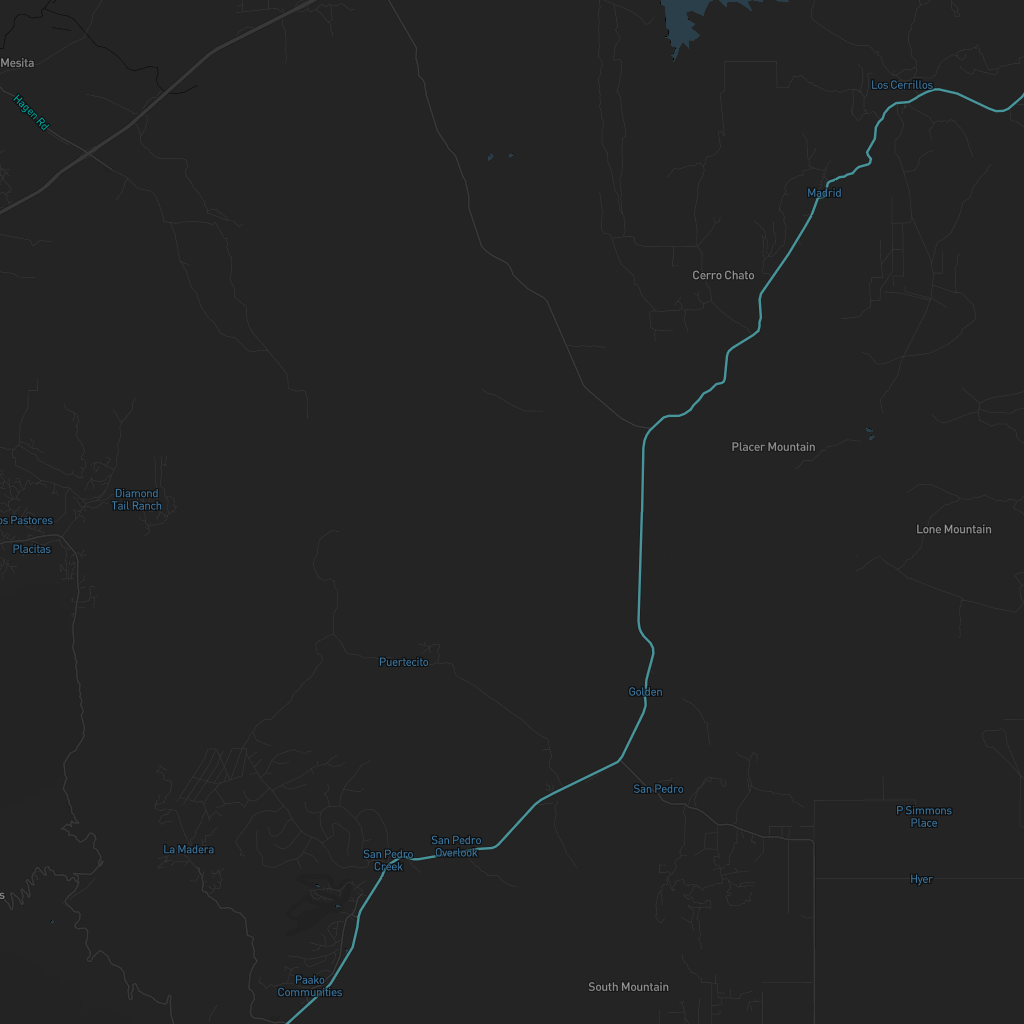 Mesita
Los Cerrillos
Hagen Rd
Madrid
Cerro Chato
Placer Mountain
Diamond
Tail Ranch
os Pastores
Lone Mountain
Placitas
Puertecito
Golden
San Pedro
P Simmons
Place
San Pedro
Overlook
La Madera
San Pedro
Creek
Hyer
s
Paako
Communities
South Mountain